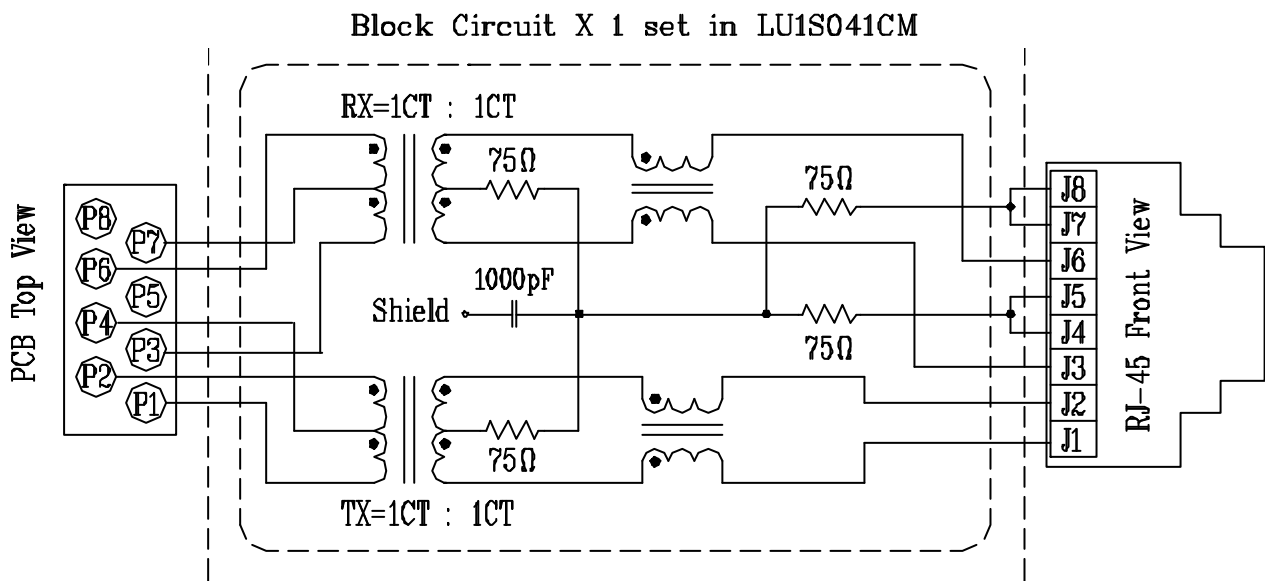 Block Circuit X 1 set in LU1S041CM
RX=1CT : 1CT
75Ω
75Ω
PCB Top View
P8
P7
P6
P5
P4
P3
P2
P1
1000pF
Shield
75Ω
75Ω
TX=1CT : 1CT
J8
J7
J6
J5
J4
J3
J2
J1
RJ-45 Front View